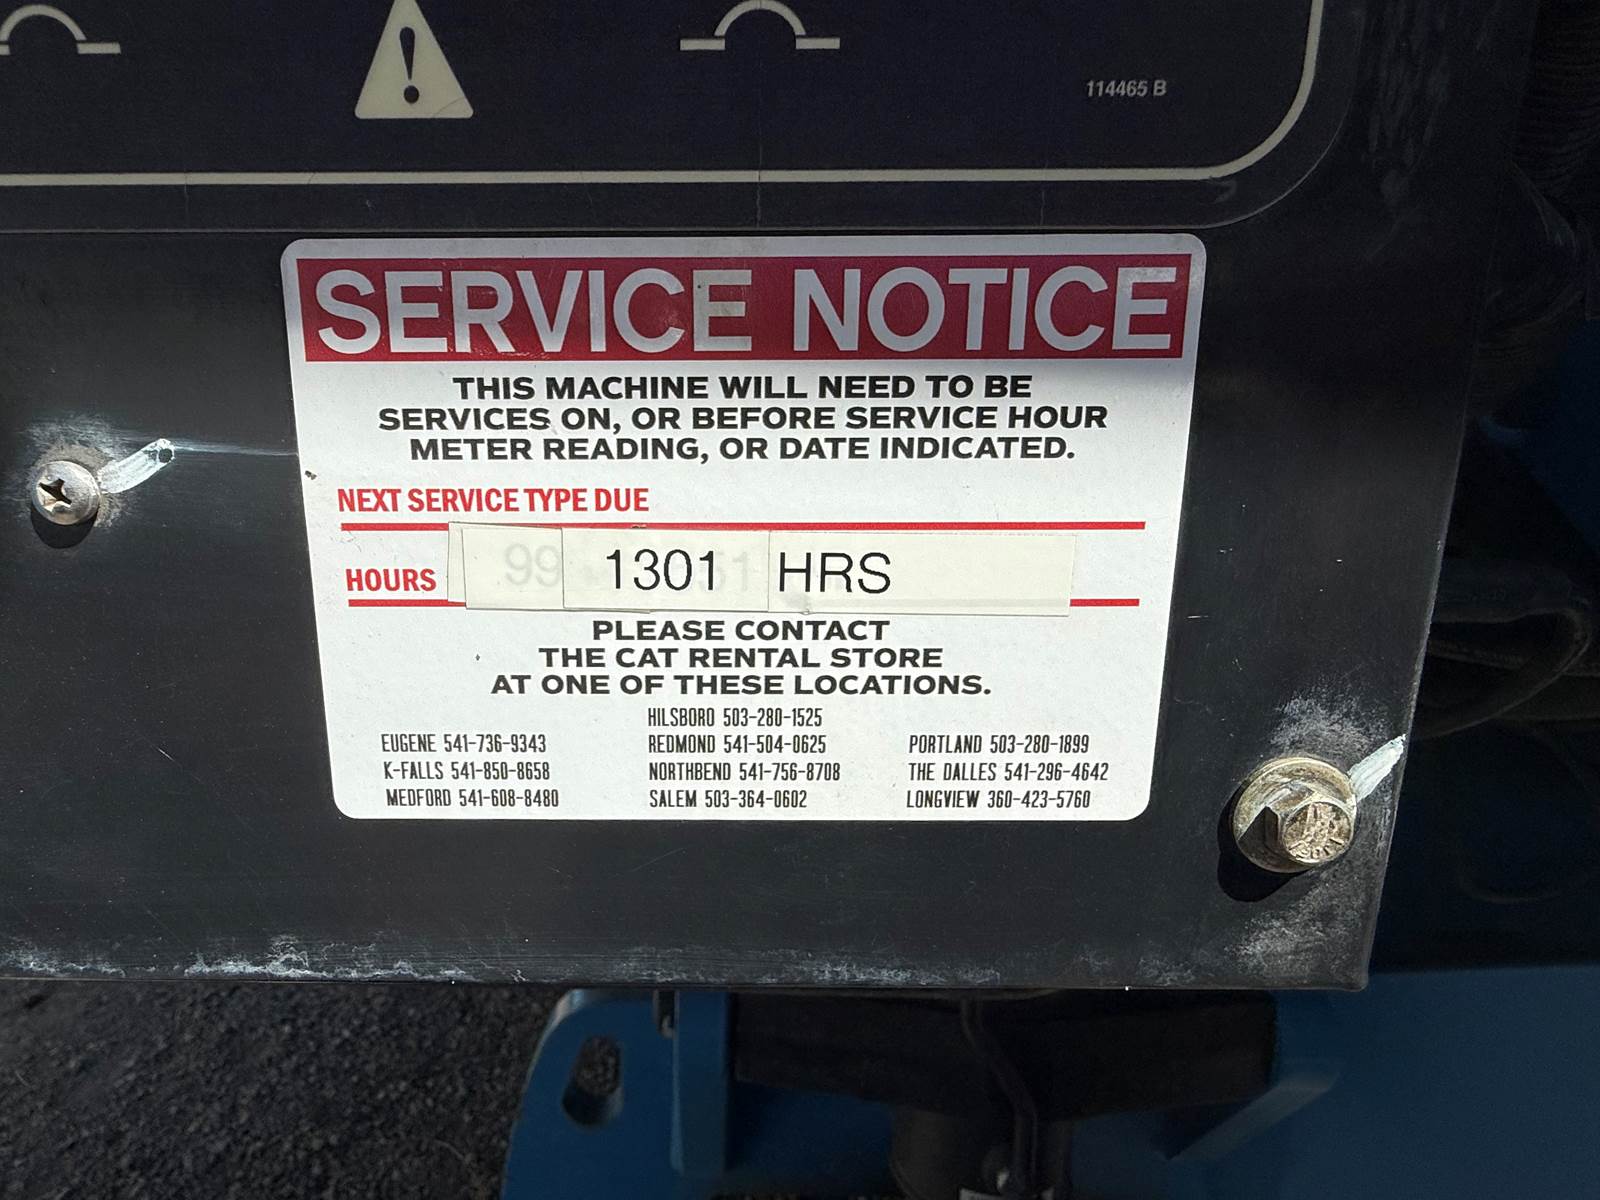 114465 B
SERVICE NOTICE
THIS MACHINE WILL NEED TO BE
SERVICES ON, OR BEFORE SERVICE HOUR
METER READING, OR DATE INDICATED.
NEXT SERVICE TYPE DUE
HOURS 99 1301 51 HRS
PLEASE CONTACT
THE CAT RENTAL STORE
AT ONE OF THESE LOCATIONS.
HILSBORO 503-280-1525
EUGENE 541-736-9343 REDMOND 541-504-0625 PORTLAND 503-280-1899
K-FALLS 541-850-8658 NORTHBEND 541-756-8708 THE DALLES 541-296-4642
MEDFORD 541-608-8480 SALEM 503-364-0602 LONGVIEW 360-423-5760